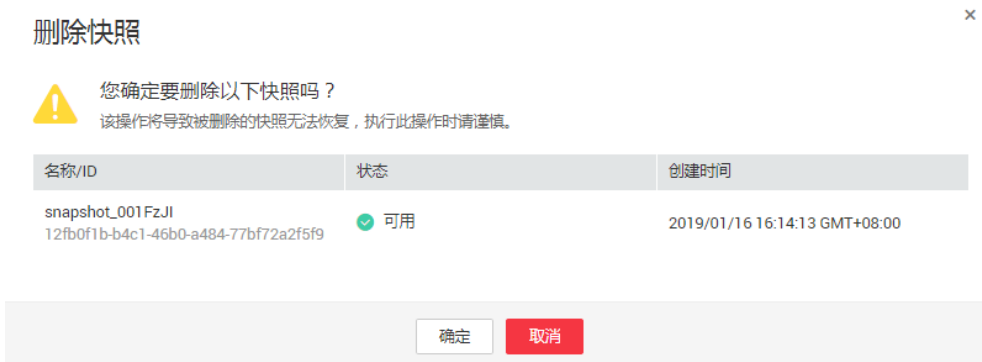 删除快照
×
您确定要删除以下快照吗？
该操作将导致被删除的快照无法恢复，执行此操作时请谨慎。
名称/ID 状态 创建时间
snapshot_001FzJI 可用 2019/01/16 16:14:13 GMT+08:00
12fb0f1b-b4c1-46b0-a484-77bf72a2f5f9
确定 取消